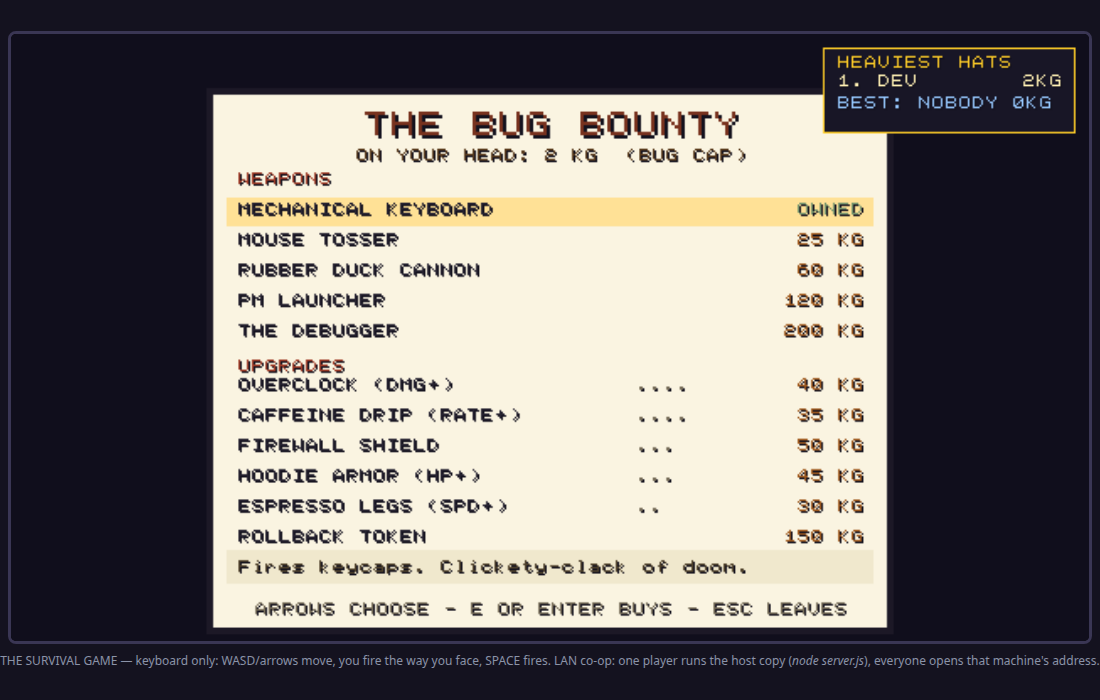 HEAVIEST HATS
1. DEV 2KG
BEST: NOBODY 0KG
THE BUG BOUNTY
ON YOUR HEAD: 2 KG (BUG CAP)
WEAPONS
MECHANICAL KEYBOARD OWNED
MOUSE TOSSER 25 KG
RUBBER DUCK CANNON 60 KG
PM LAUNCHER 120 KG
THE DEBUGGER 200 KG
UPGRADES
OVERCLOCK (DMG+) .... 40 KG
CAFFEINE DRIP (RATE+) .... 35 KG
FIREWALL SHIELD ... 50 KG
HOODIE ARMOR (HP+) ... 45 KG
ESPRESSO LEGS (SPD+) .. 30 KG
ROLLBACK TOKEN 150 KG
Fires keycaps. Clickety-clack of doom.
ARROWS CHOOSE - E OR ENTER BUYS - ESC LEAVES
THE SURVIVAL GAME — keyboard only: WASD/arrows move, you fire the way you face, SPACE fires. LAN co-op: one player runs the host copy (node server.js), everyone opens that machine's address.